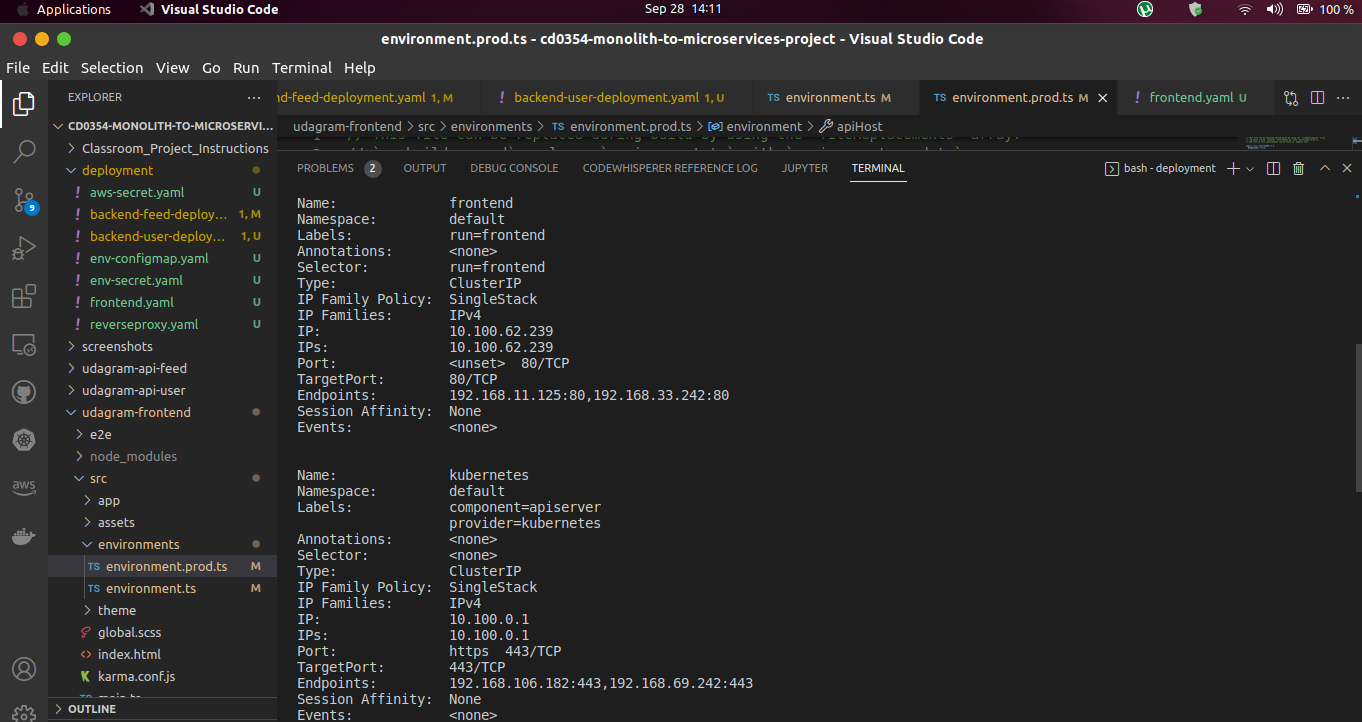 Applications
Visual Studio Code
Sep 28 14:11
100 %
environment.prod.ts - cd0354-monolith-to-microservices-project - Visual Studio Code
File Edit Selection View Go Run Terminal Help
EXPLORER
nd-feed-deployment.yaml 1, M
! backend-user-deployment.yaml 1, U
TS environment.ts M
TS environment.prod.ts M
! frontend.yaml U
udagram-frontend > src > environments > TS environment.prod.ts > environment > apiHost
CD0354-MONOLITH-TO-MICROSERVI...
Classroom_Project_Instructions
deployment
! aws-secret.yaml U
! backend-feed-deploy... 1, M
! backend-user-deploy... 1, U
! env-configmap.yaml U
! env-secret.yaml U
! frontend.yaml U
! reverseproxy.yaml U
screenshots
udagram-api-feed
udagram-api-user
udagram-frontend
e2e
node_modules
src
app
assets
environments
TS environment.prod.ts M
TS environment.ts M
theme
global.scss
<> index.html
karma.conf.js
OUTLINE
9
aws
PROBLEMS 2 OUTPUT DEBUG CONSOLE CODEWHISPERER REFERENCE LOG JUPYTER TERMINAL
bash - deployment
Name: frontend
Namespace: default
Labels: run=frontend
Annotations: <none>
Selector: run=frontend
Type: ClusterIP
IP Family Policy: SingleStack
IP Families: IPv4
IP: 10.100.62.239
IPs: 10.100.62.239
Port: <unset> 80/TCP
TargetPort: 80/TCP
Endpoints: 192.168.11.125:80,192.168.33.242:80
Session Affinity: None
Events: <none>
Name: kubernetes
Namespace: default
Labels: component=apiserver
provider=kubernetes
Annotations: <none>
Selector: <none>
Type: ClusterIP
IP Family Policy: SingleStack
IP Families: IPv4
IP: 10.100.0.1
IPs: 10.100.0.1
Port: https 443/TCP
TargetPort: 443/TCP
Endpoints: 192.168.106.182:443,192.168.69.242:443
Session Affinity: None
Events: <none>